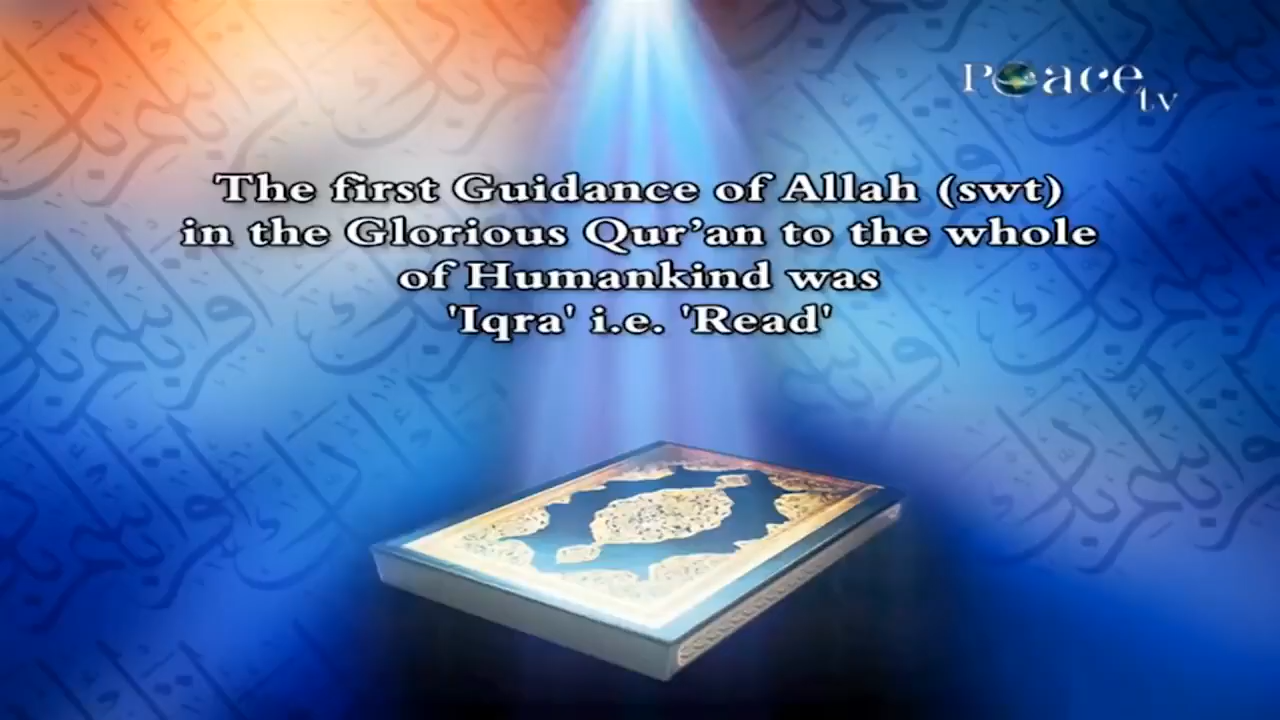 Peace tv
The first Guidance of Allah (swt)
in the Glorious Qur’an to the whole
of Humankind was
'Iqra' i.e. 'Read'